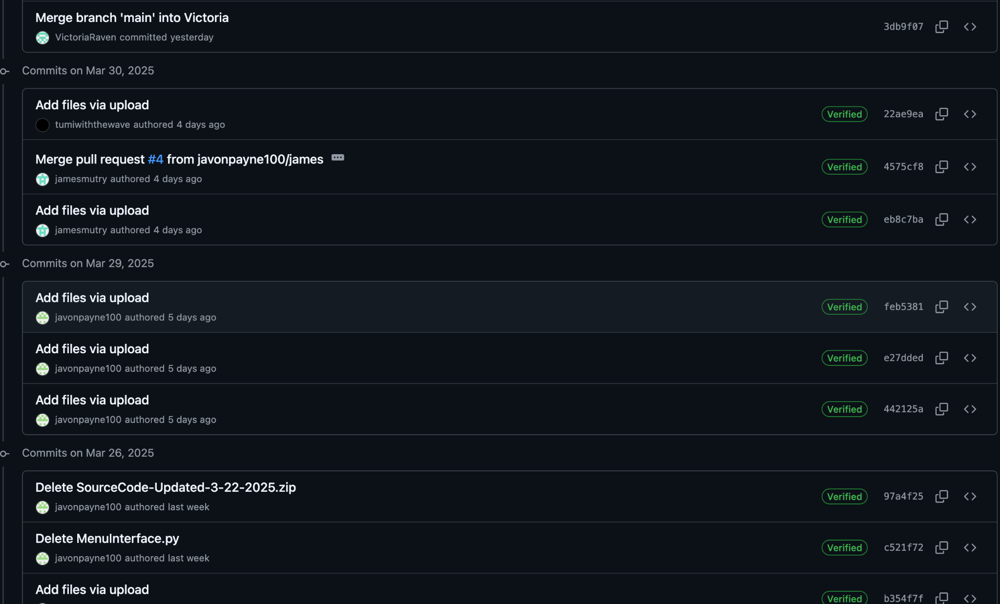 Merge branch 'main' into Victoria
VictoriaRaven committed yesterday
3db9f07
Commits on Mar 30, 2025
Add files via upload
tumiwiththewave authored 4 days ago
Verified
22ae9ea
Merge pull request #4 from javonpayne100/james
jamesmutry authored 4 days ago
Verified
4575cf8
Add files via upload
jamesmutry authored 4 days ago
Verified
eb8c7ba
Commits on Mar 29, 2025
Add files via upload
javonpayne100 authored 5 days ago
Verified
feb5381
Add files via upload
javonpayne100 authored 5 days ago
Verified
e27dded
Add files via upload
javonpayne100 authored 5 days ago
Verified
442125a
Commits on Mar 26, 2025
Delete SourceCode-Updated-3-22-2025.zip
javonpayne100 authored last week
Verified
97a4f25
Delete MenuInterface.py
javonpayne100 authored last week
Verified
c521f72
Add files via upload
Verified
b354f7f